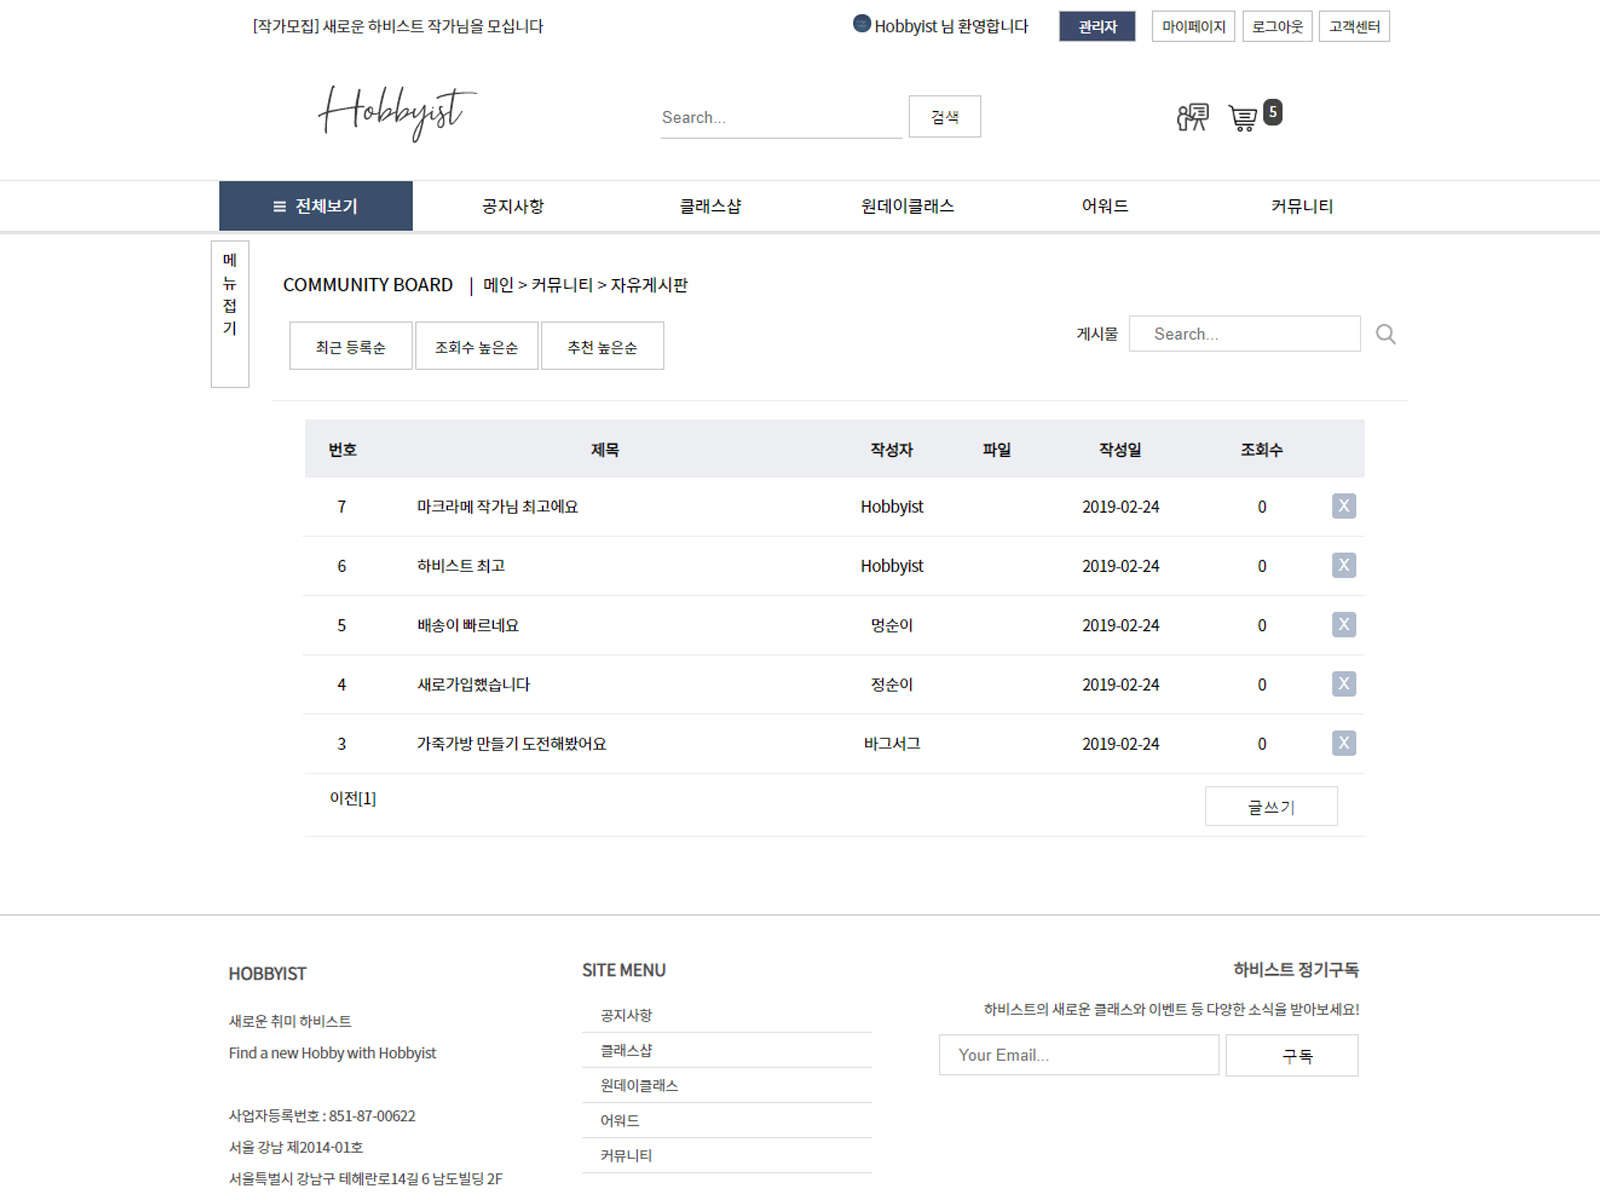 [작가모집] 새로운 하비스트 작가님을 모십니다
Hobbyist 님 환영합니다 관리자 마이페이지 로그아웃 고객센터
Hobbyist
Search... 검색
5
전체보기 공지사항 클래스샵 원데이클래스 어워드 커뮤니티
메
뉴
접
기
COMMUNITY BOARD | 메인 > 커뮤니티 > 자유게시판
최근 등록순 조회수 높은순 추천 높은순
게시물 Search...
번호 제목 작성자 파일 작성일 조회수
7 마크라메 작가님 최고에요 Hobbyist 2019-02-24 0 X
6 하비스트 최고 Hobbyist 2019-02-24 0 X
5 배송이 빠르네요 멍순이 2019-02-24 0 X
4 새로가입했습니다 정순이 2019-02-24 0 X
3 가죽가방 만들기 도전해봤어요 바그서그 2019-02-24 0 X
이전[1]
글쓰기
HOBBYIST
새로운 취미 하비스트
Find a new Hobby with Hobbyist
사업자등록번호 : 851-87-00622
서울 강남 제2014-01호
서울특벌시 강남구 테헤란로14길 6 남도빌딩 2F
SITE MENU
공지사항
클래스샵
원데이클래스
어워드
커뮤니티
하비스트 정기구독
하비스트의 새로운 클래스와 이벤트 등 다양한 소식을 받아보세요!
Your Email... 구독